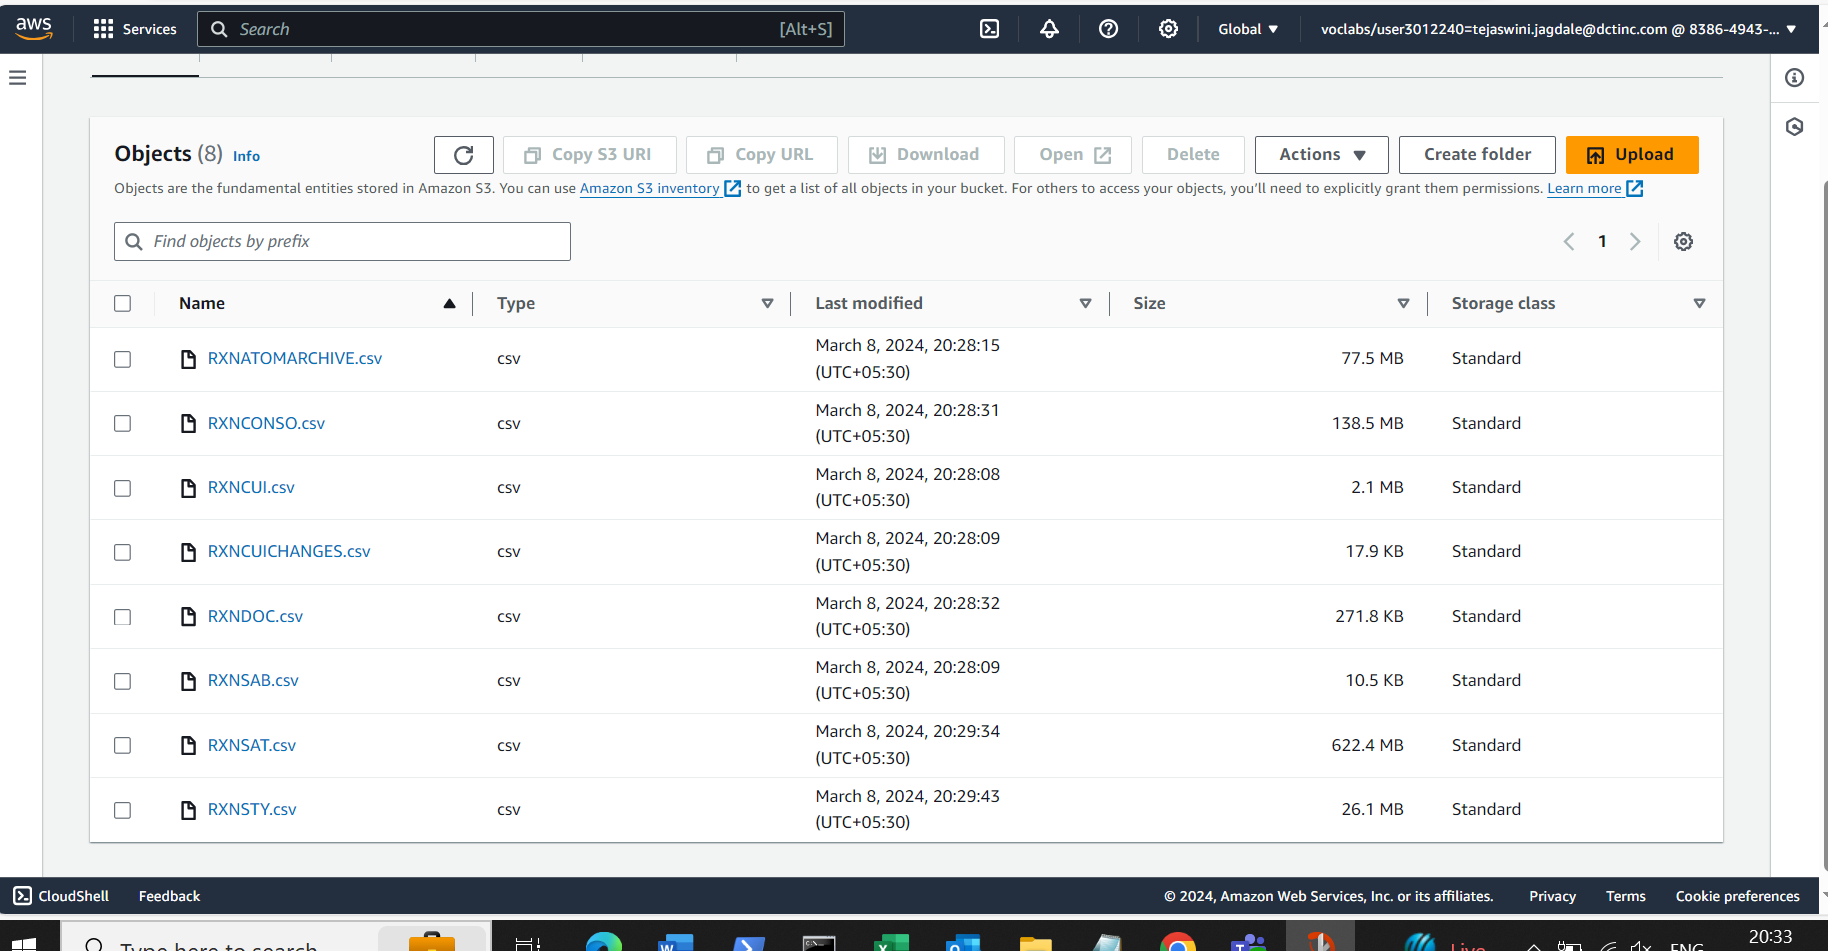 aws
Services
Search [Alt+S]
Global
voclabs/user3012240=tejaswini.jagdale@dctinc.com @ 8386-4943-...
Objects (8) Info
Copy S3 URI
Copy URL
Download
Open
Delete
Actions
Create folder
Upload
Objects are the fundamental entities stored in Amazon S3. You can use Amazon S3 inventory to get a list of all objects in your bucket. For others to access your objects, you'll need to explicitly grant them permissions. Learn more
Find objects by prefix
1
Name Type Last modified Size Storage class
RXNATOMARCHIVE.csv csv March 8, 2024, 20:28:15 (UTC+05:30) 77.5 MB Standard
RXNCONSO.csv csv March 8, 2024, 20:28:31 (UTC+05:30) 138.5 MB Standard
RXNCUI.csv csv March 8, 2024, 20:28:08 (UTC+05:30) 2.1 MB Standard
RXNCUICHANGES.csv csv March 8, 2024, 20:28:09 (UTC+05:30) 17.9 KB Standard
RXNDOC.csv csv March 8, 2024, 20:28:32 (UTC+05:30) 271.8 KB Standard
RXNSAB.csv csv March 8, 2024, 20:28:09 (UTC+05:30) 10.5 KB Standard
RXNSAT.csv csv March 8, 2024, 20:29:34 (UTC+05:30) 622.4 MB Standard
RXNSTY.csv csv March 8, 2024, 20:29:43 (UTC+05:30) 26.1 MB Standard
CloudShell Feedback © 2024, Amazon Web Services, Inc. or its affiliates. Privacy Terms Cookie preferences
Type here to search
Live
ENG
20:33